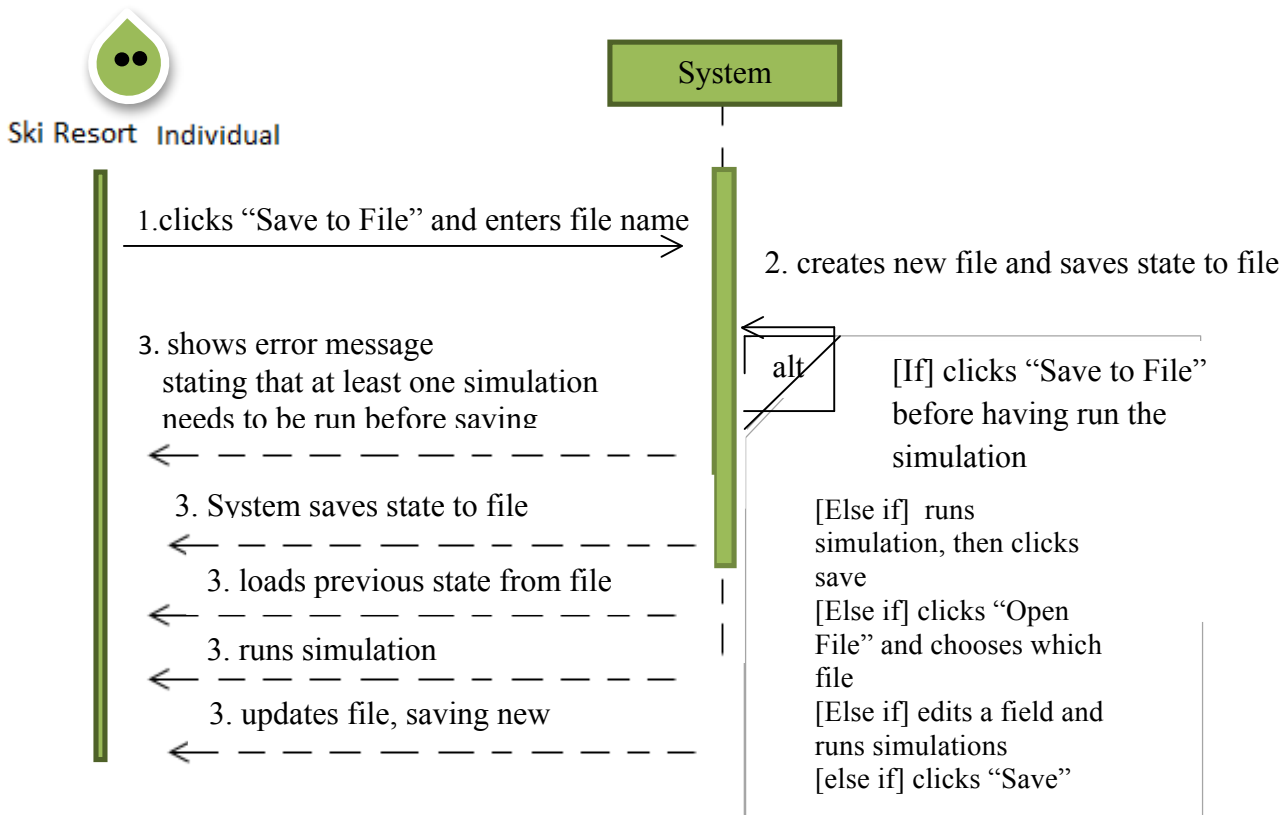 System
Ski Resort Individual
1.clicks “Save to File” and enters file name
2. creates new file and saves state to file
3. shows error message
stating that at least one simulation
needs to be run before saving
alt
[If] clicks “Save to File”
before having run the
simulation
3. System saves state to file
3. loads previous state from file
3. runs simulation
3. updates file, saving new
[Else if] runs
simulation, then clicks
save
[Else if] clicks “Open
File” and chooses which
file
[Else if] edits a field and
runs simulations
[else if] clicks “Save”